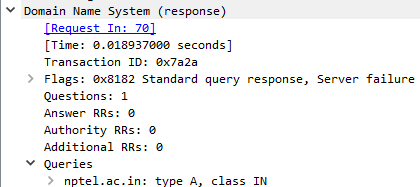 Domain Name System (response)
[Request In: 70]
[Time: 0.018937000 seconds]
Transaction ID: 0x7a2a
Flags: 0x8182 Standard query response, Server failure
Questions: 1
Answer RRs: 0
Authority RRs: 0
Additional RRs: 0
Queries
nptel.ac.in: type A, class IN